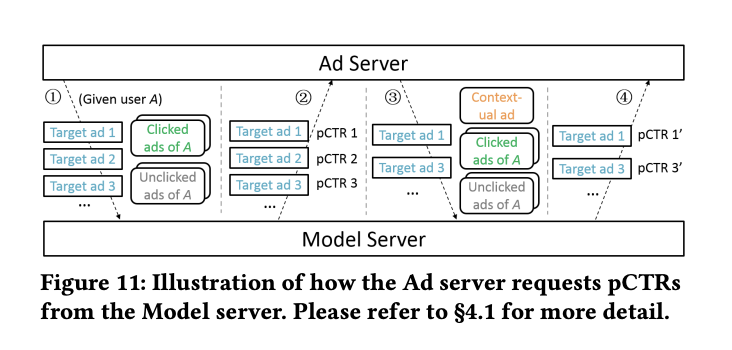 Ad Server
① (Given user A)
Target ad 1
Target ad 2
Target ad 3
...
Clicked
ads of A
Unclicked
ads of A
②
Target ad 1 pCTR 1
Target ad 2 pCTR 2
Target ad 3 pCTR 3
...
③
Target ad 1
Target ad 3
...
Context-
ual ad
Clicked
ads of A
Unclicked
ads of A
④
Target ad 1 pCTR 1′
Target ad 3 pCTR 3′
...
Model Server
Figure 11: Illustration of how the Ad server requests pCTRs
from the Model server. Please refer to §4.1 for more detail.